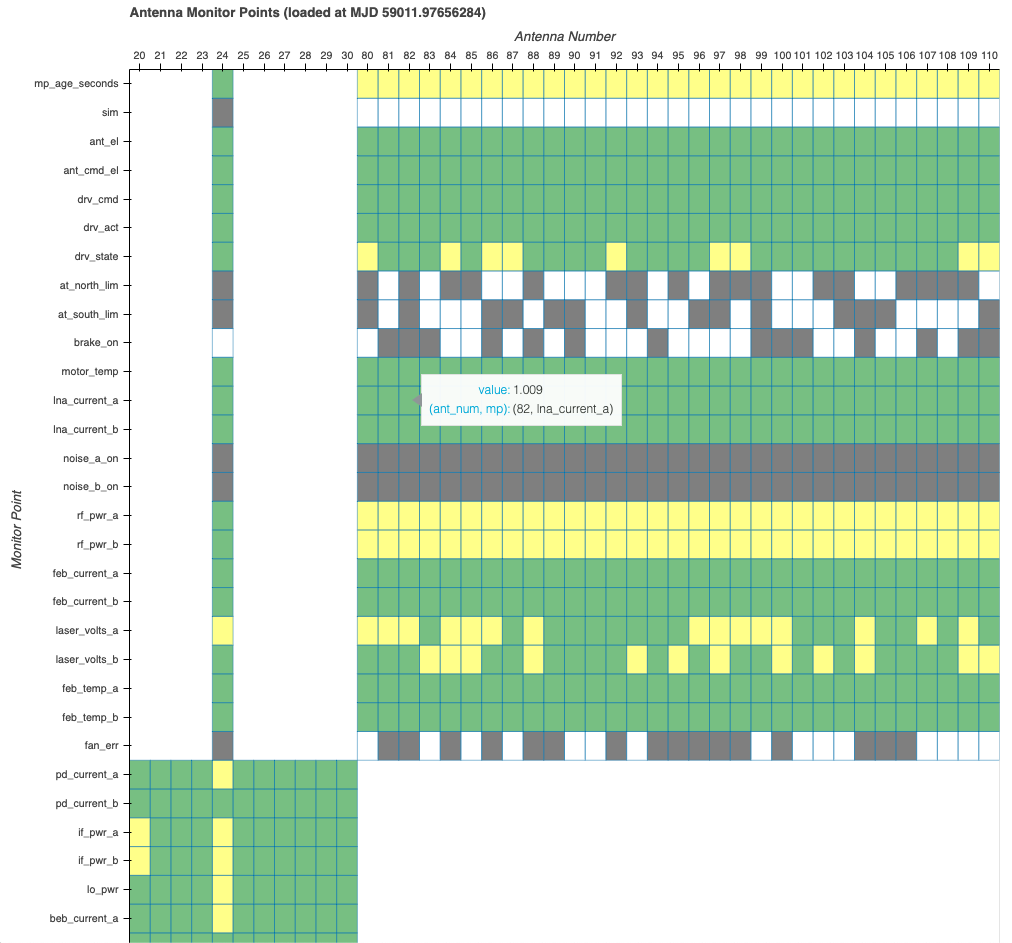 Antenna Monitor Points (loaded at MJD 59011.97656284)
Antenna Number
20 21 22 23 24 25 26 27 28 29 30 80 81 82 83 84 85 86 87 88 89 90 91 92 93 94 95 96 97 98 99 100 101 102 103 104 105 106 107 108 109 110
Monitor Point
mp_age_seconds
sim
ant_el
ant_cmd_el
drv_cmd
drv_act
drv_state
at_north_lim
at_south_lim
brake_on
motor_temp
value: 1.009
lna_current_a
(ant_num, mp): (82, lna_current_a)
lna_current_b
noise_a_on
noise_b_on
rf_pwr_a
rf_pwr_b
feb_current_a
feb_current_b
laser_volts_a
laser_volts_b
feb_temp_a
feb_temp_b
fan_err
pd_current_a
pd_current_b
if_pwr_a
if_pwr_b
lo_pwr
beb_current_a